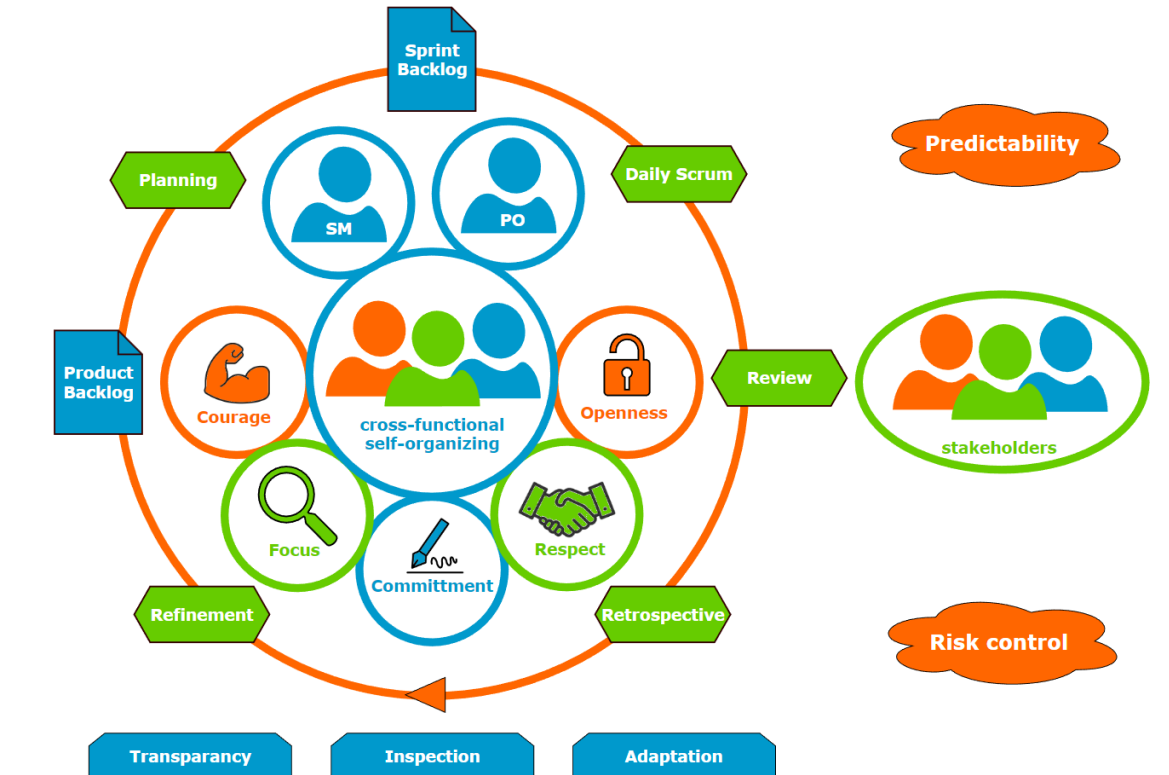 Sprint
Backlog
Planning
Daily Scrum
Predictability
SM
PO
Product
Backlog
Courage
cross-functional
self-organizing
Openness
Review
stakeholders
Focus
Respect
Committment
Refinement
Retrospective
Risk control
Transparancy
Inspection
Adaptation